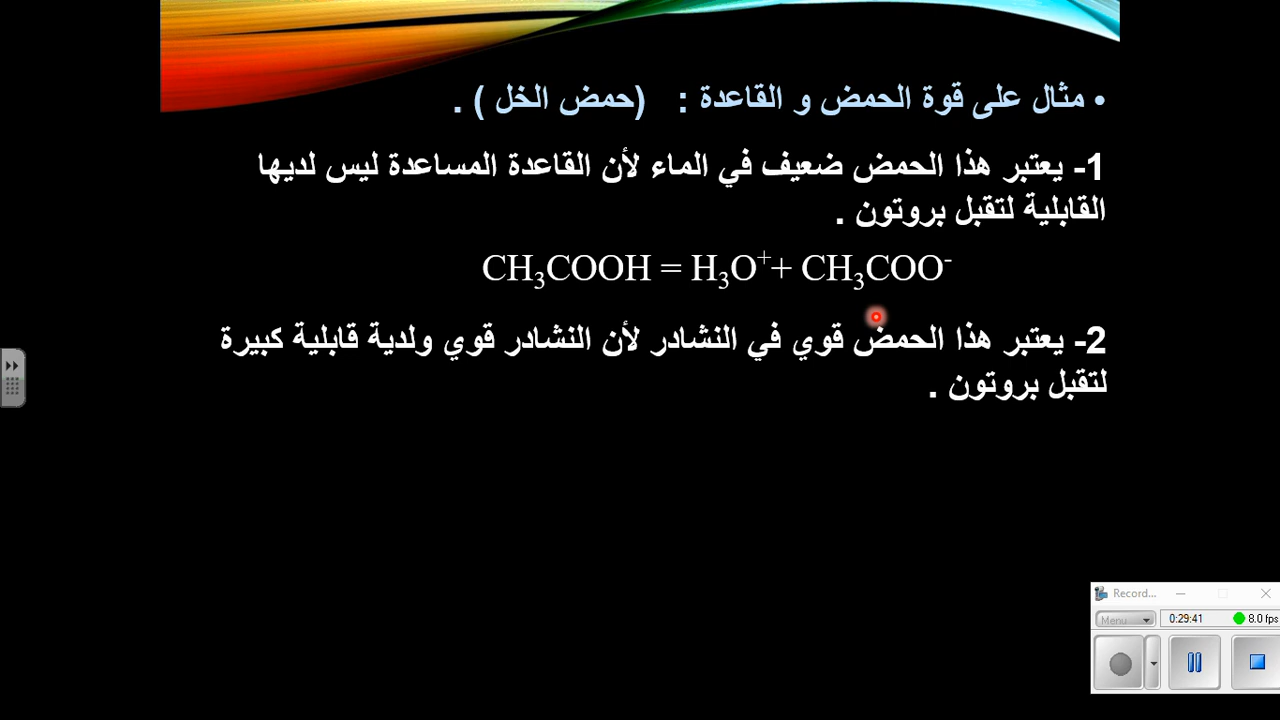 • مثال على قوة الحمض و القاعدة : (حمض الخل ) .
1- يعتبر هذا الحمض ضعيف في الماء لأن القاعدة المساعدة ليس لديها
القابلية لتقبل بروتون .
CH₃COOH = H₃O⁺+ CH₃COO⁻
2- يعتبر هذا الحمض قوي في النشادر لأن النشادر قوي ولدية قابلية كبيرة
لتقبل بروتون .
Record...
Menu 0:29:41 8.0 fps